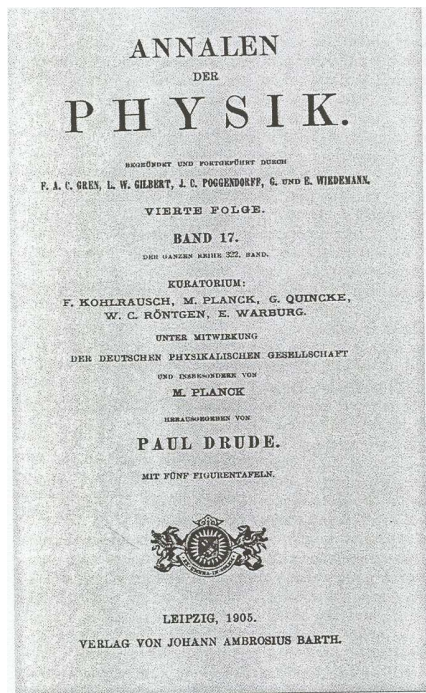 ANNALEN
DER
PHYSIK.
BEGRÜNDET UND FORTGEFÜHRT DURCH
F. A. C. GREN, L. W. GILBERT, J. C. POGGENDORFF, G. UND E. WIEDEMANN.
VIERTE FOLGE.
BAND 17.
DER GANZEN REIHE 322. BAND.
KURATORIUM:
F. KOHLRAUSCH, M. PLANCK, G. QUINCKE,
W. C. RÖNTGEN, E. WARBURG.
UNTER MITWIRKUNG
DER DEUTSCHEN PHYSIKALISCHEN GESELLSCHAFT
UND INSBESONDERE VON
M. PLANCK
HERAUSGEGEBEN VON
PAUL DRUDE.
MIT FÜNF FIGURENTAFELN.
LEIPZIG, 1905.
VERLAG VON JOHANN AMBROSIUS BARTH.